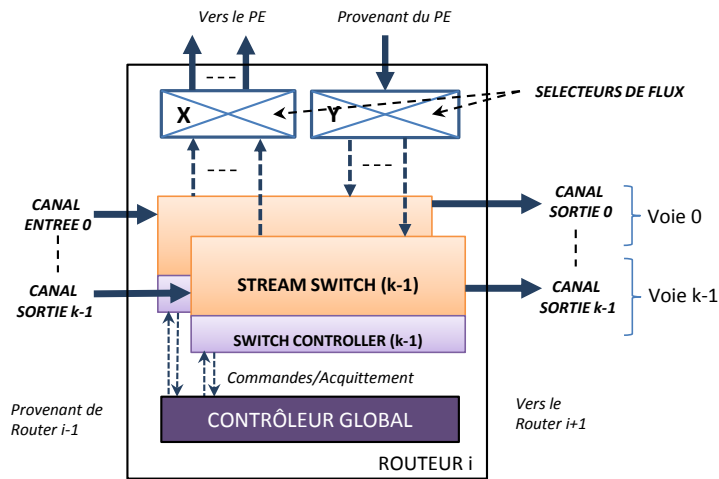 Vers le PE
Provenant du PE
X
Y
SELECTEURS DE FLUX
CANAL
ENTREE 0
CANAL
SORTIE 0
Voie 0
CANAL
SORTIE k-1
STREAM SWITCH (k-1)
CANAL
SORTIE k-1
Voie k-1
SWITCH CONTROLLER (k-1)
Commandes/Acquittement
Provenant de
Router i-1
CONTRÔLEUR GLOBAL
Vers le
Router i+1
ROUTEUR i